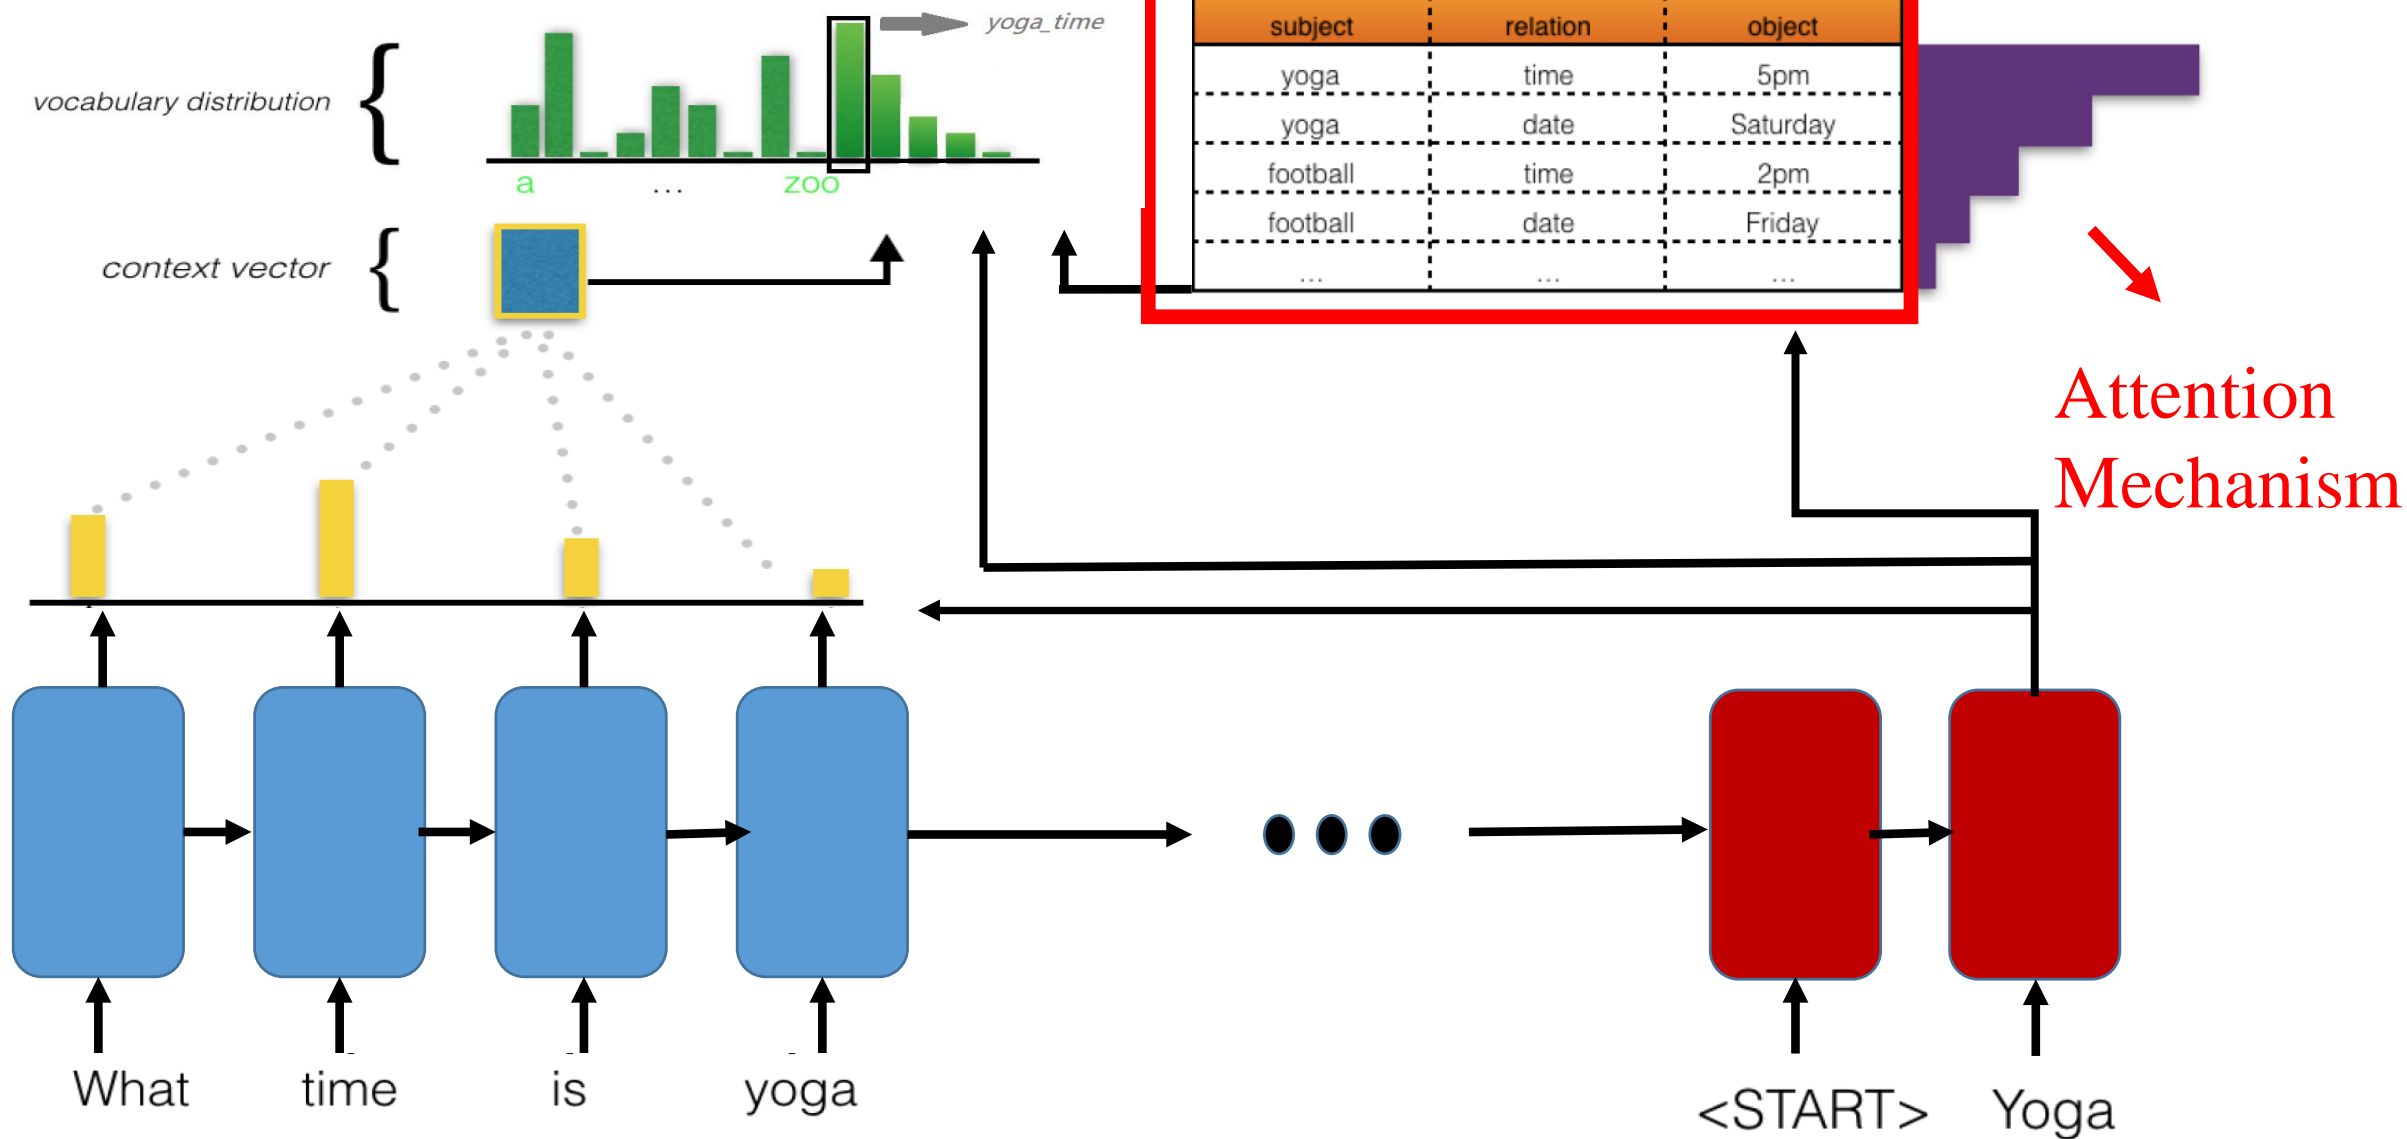 yoga_time
vocabulary distribution
a ... zoo
context vector
subject relation object
yoga time 5pm
yoga date Saturday
football time 2pm
football date Friday
... ... ...
Attention
Mechanism
What time is yoga
<START> Yoga